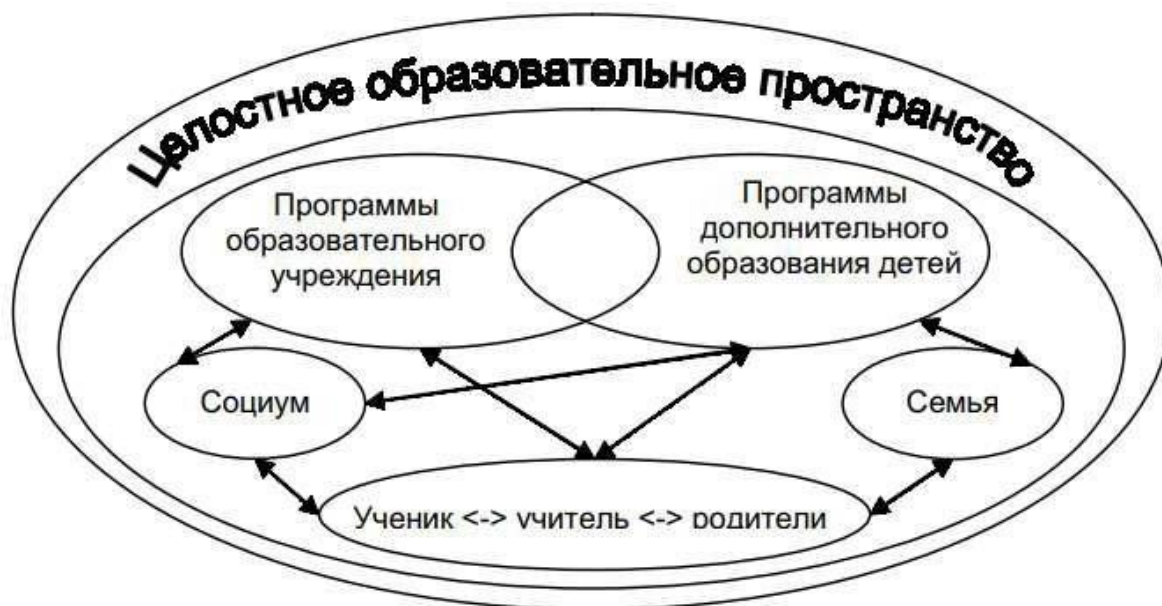 Целостное образовательное пространство
Программы
образовательного
учреждения
Программы
дополнительного
образования детей
Социум
Семья
Ученик <-> учитель <-> родители